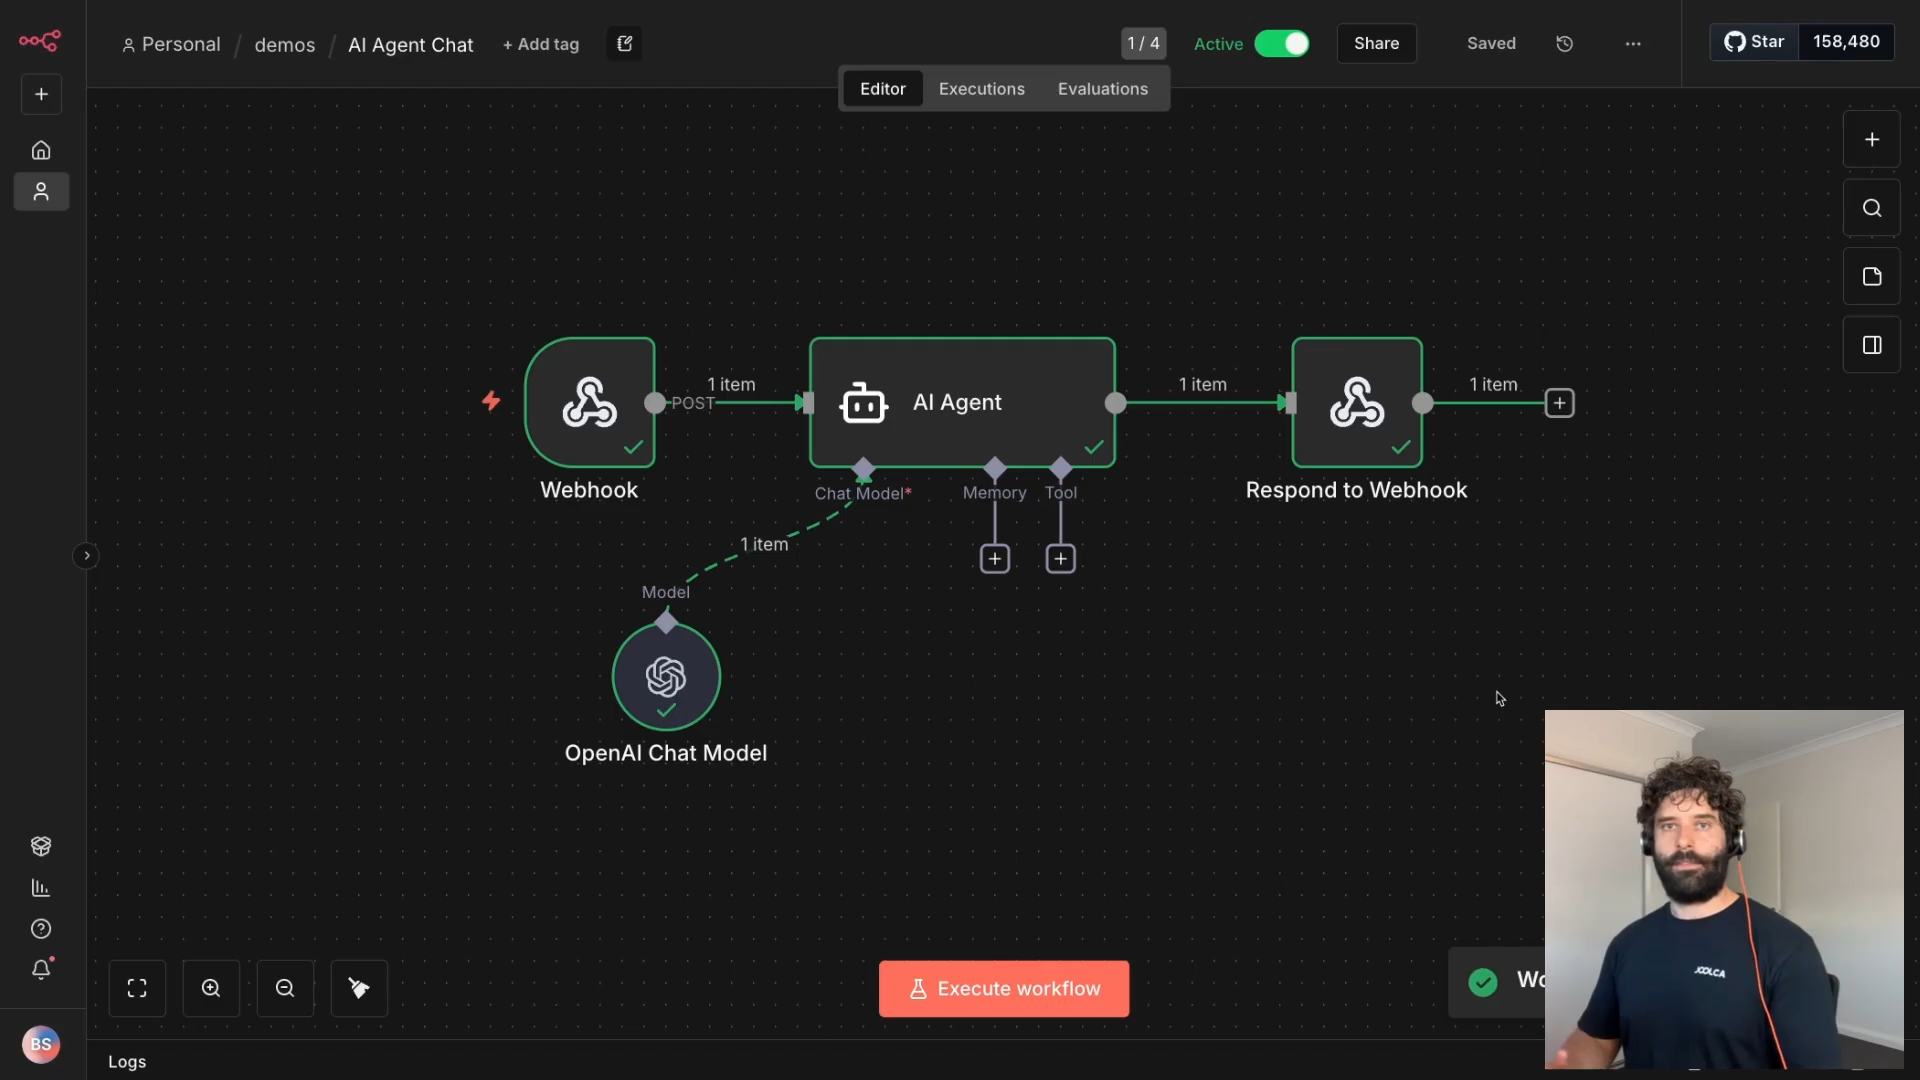 Personal / demos / AI Agent Chat + Add tag
1 / 4 Active Share Saved ... Star 158,480
Editor Executions Evaluations
1 item
POST
AI Agent
1 item
1 item
Webhook
Chat Model*
Memory
Tool
Respond to Webhook
1 item
Model
OpenAI Chat Model
JOOLCA
Execute workflow
BS
Logs